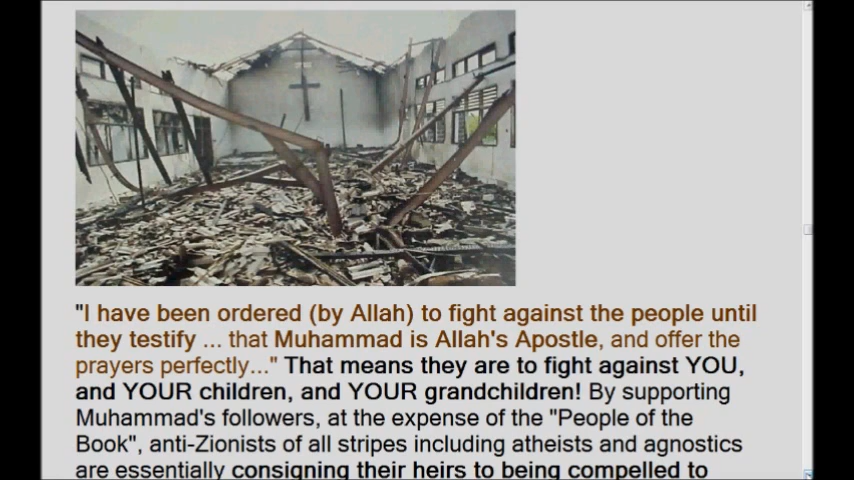 "I have been ordered (by Allah) to fight against the people until
they testify ... that Muhammad is Allah's Apostle, and offer the
prayers perfectly..." That means they are to fight against YOU,
and YOUR children, and YOUR grandchildren! By supporting
Muhammad's followers, at the expense of the "People of the
Book", anti-Zionists of all stripes including atheists and agnostics
are essentially consigning their heirs to being compelled to